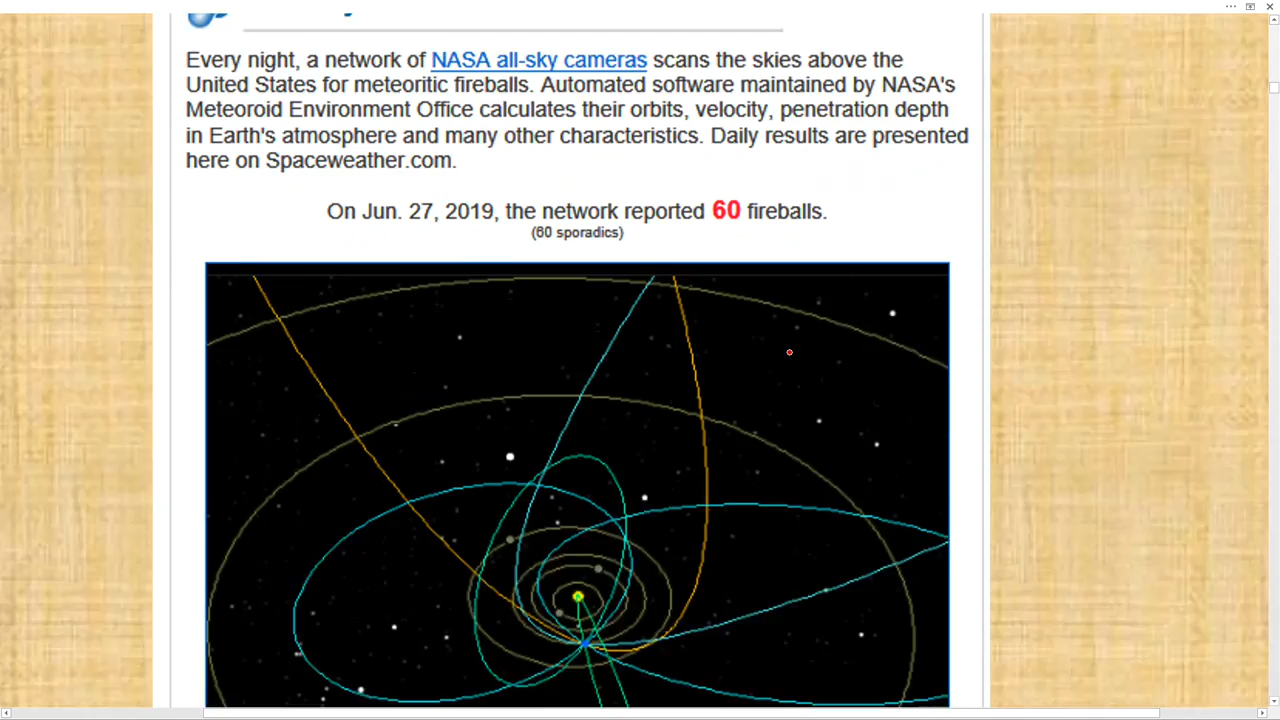 Every night, a network of NASA all-sky cameras scans the skies above the
United States for meteoritic fireballs. Automated software maintained by NASA's
Meteoroid Environment Office calculates their orbits, velocity, penetration depth
in Earth's atmosphere and many other characteristics. Daily results are presented
here on Spaceweather.com.
On Jun. 27, 2019, the network reported 60 fireballs.
(60 sporadics)